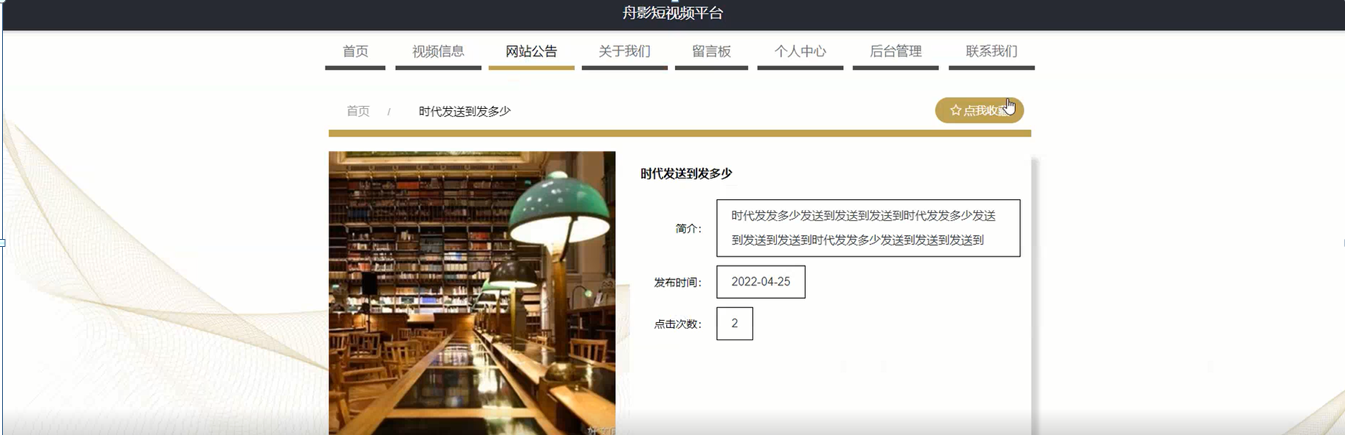 舟影短视频平台
首页 视频信息 网站公告 关于我们 留言板 个人中心 后台管理 联系我们
首页 / 时代发送到发多少
☆点我收
时代发送到发多少
简介: 时代发发多少发送到发送到发送到时代发发多少发送
到发送到发送到时代发发多少发送到发送到发送到
发布时间: 2022-04-25
点击次数: 2